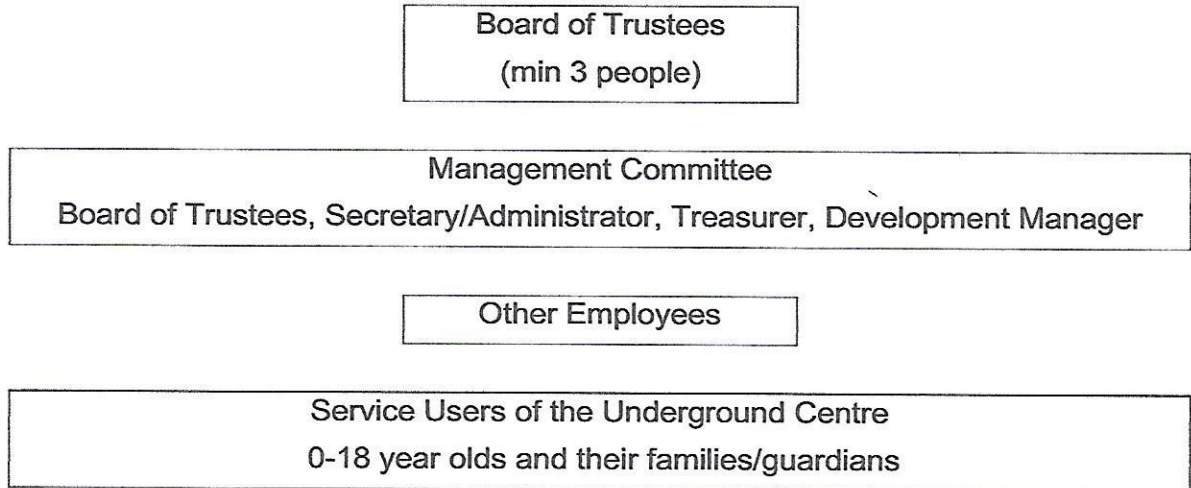 Board of Trustees
(min 3 people)
Management Committee
Board of Trustees, Secretary/Administrator, Treasurer, Development Manager
Other Employees
Service Users of the Underground Centre
0-18 year olds and their families/guardians